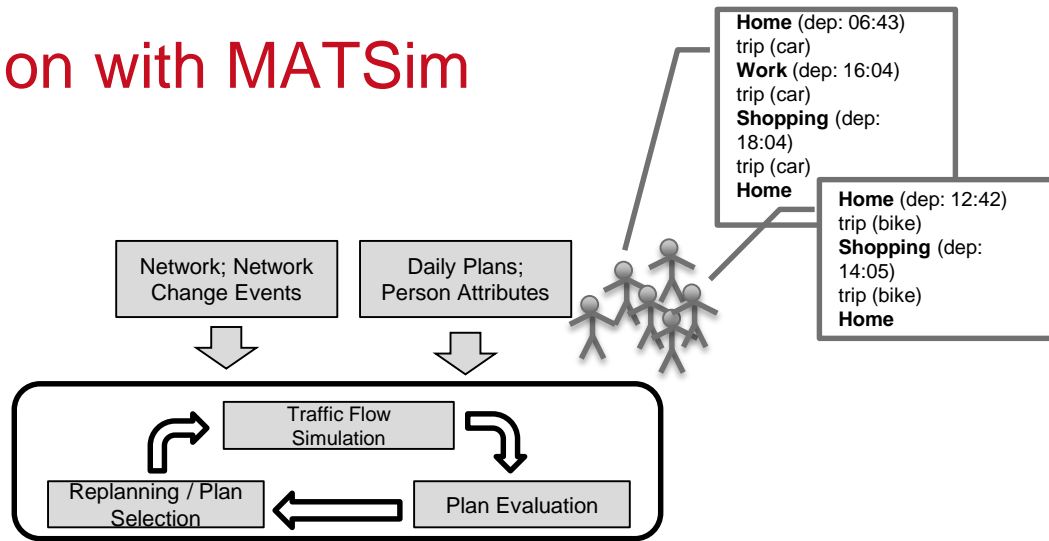 on with MATSim
Home (dep: 06:43)
trip (car)
Work (dep: 16:04)
trip (car)
Shopping (dep:
18:04)
trip (car)
Home
Home (dep: 12:42)
trip (bike)
Shopping (dep:
14:05)
trip (bike)
Home
Network; Network
Change Events
Daily Plans;
Person Attributes
Traffic Flow
Simulation
Replanning / Plan
Selection
Plan Evaluation